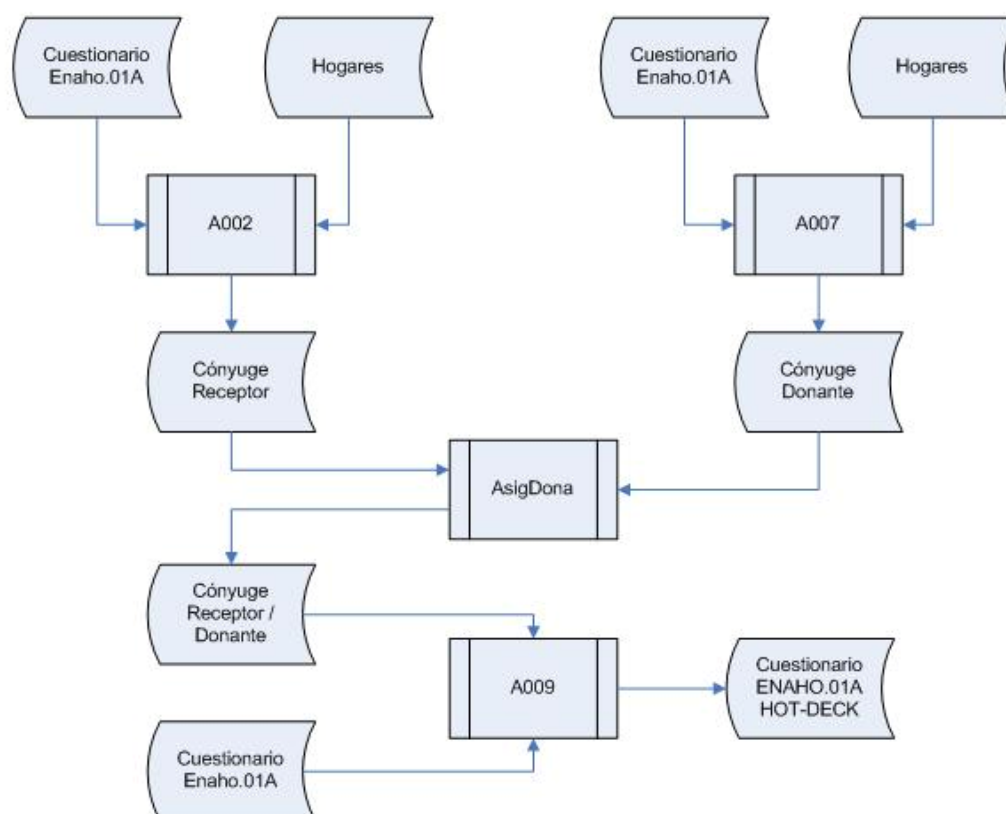 Cuestionario
Enaho.01A
Hogares
Cuestionario
Enaho.01A
Hogares
A002
A007
Cónyuge
Receptor
Cónyuge
Donante
AsigDona
Cónyuge
Receptor /
Donante
A009
Cuestionario
ENAHO.01A
HOT-DECK
Cuestionario
Enaho.01A